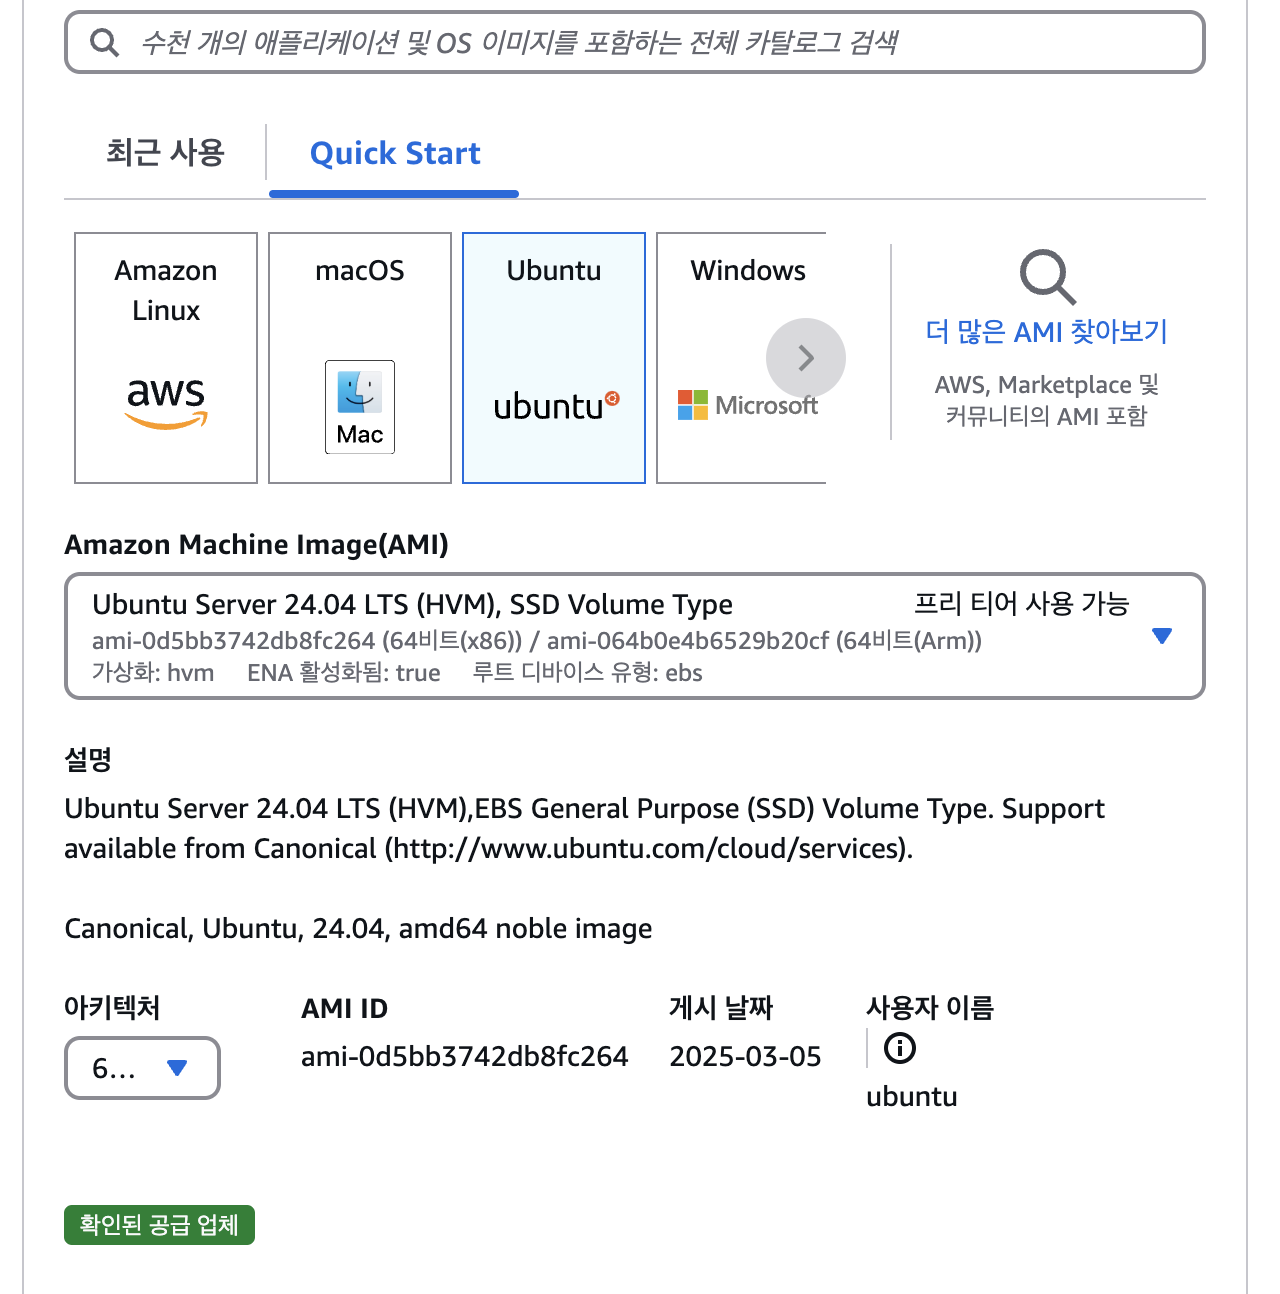 수천 개의 애플리케이션 및 OS 이미지를 포함하는 전체 카탈로그 검색
최근 사용
Quick Start
Amazon
Linux
aws
macOS
Mac
Ubuntu
ubuntu
Windows
Microsoft
더 많은 AMI 찾아보기
AWS, Marketplace 및
커뮤니티의 AMI 포함
Amazon Machine Image(AMI)
Ubuntu Server 24.04 LTS (HVM), SSD Volume Type 프리 티어 사용 가능
ami-0d5bb3742db8fc264 (64비트(x86)) / ami-064b0e4b6529b20cf (64비트(Arm))
가상화: hvm ENA 활성화됨: true 루트 디바이스 유형: ebs
설명
Ubuntu Server 24.04 LTS (HVM),EBS General Purpose (SSD) Volume Type. Support
available from Canonical (http://www.ubuntu.com/cloud/services).
Canonical, Ubuntu, 24.04, amd64 noble image
아키텍처 AMI ID 게시 날짜 사용자 이름
6... ami-0d5bb3742db8fc264 2025-03-05
ubuntu
확인된 공급 업체